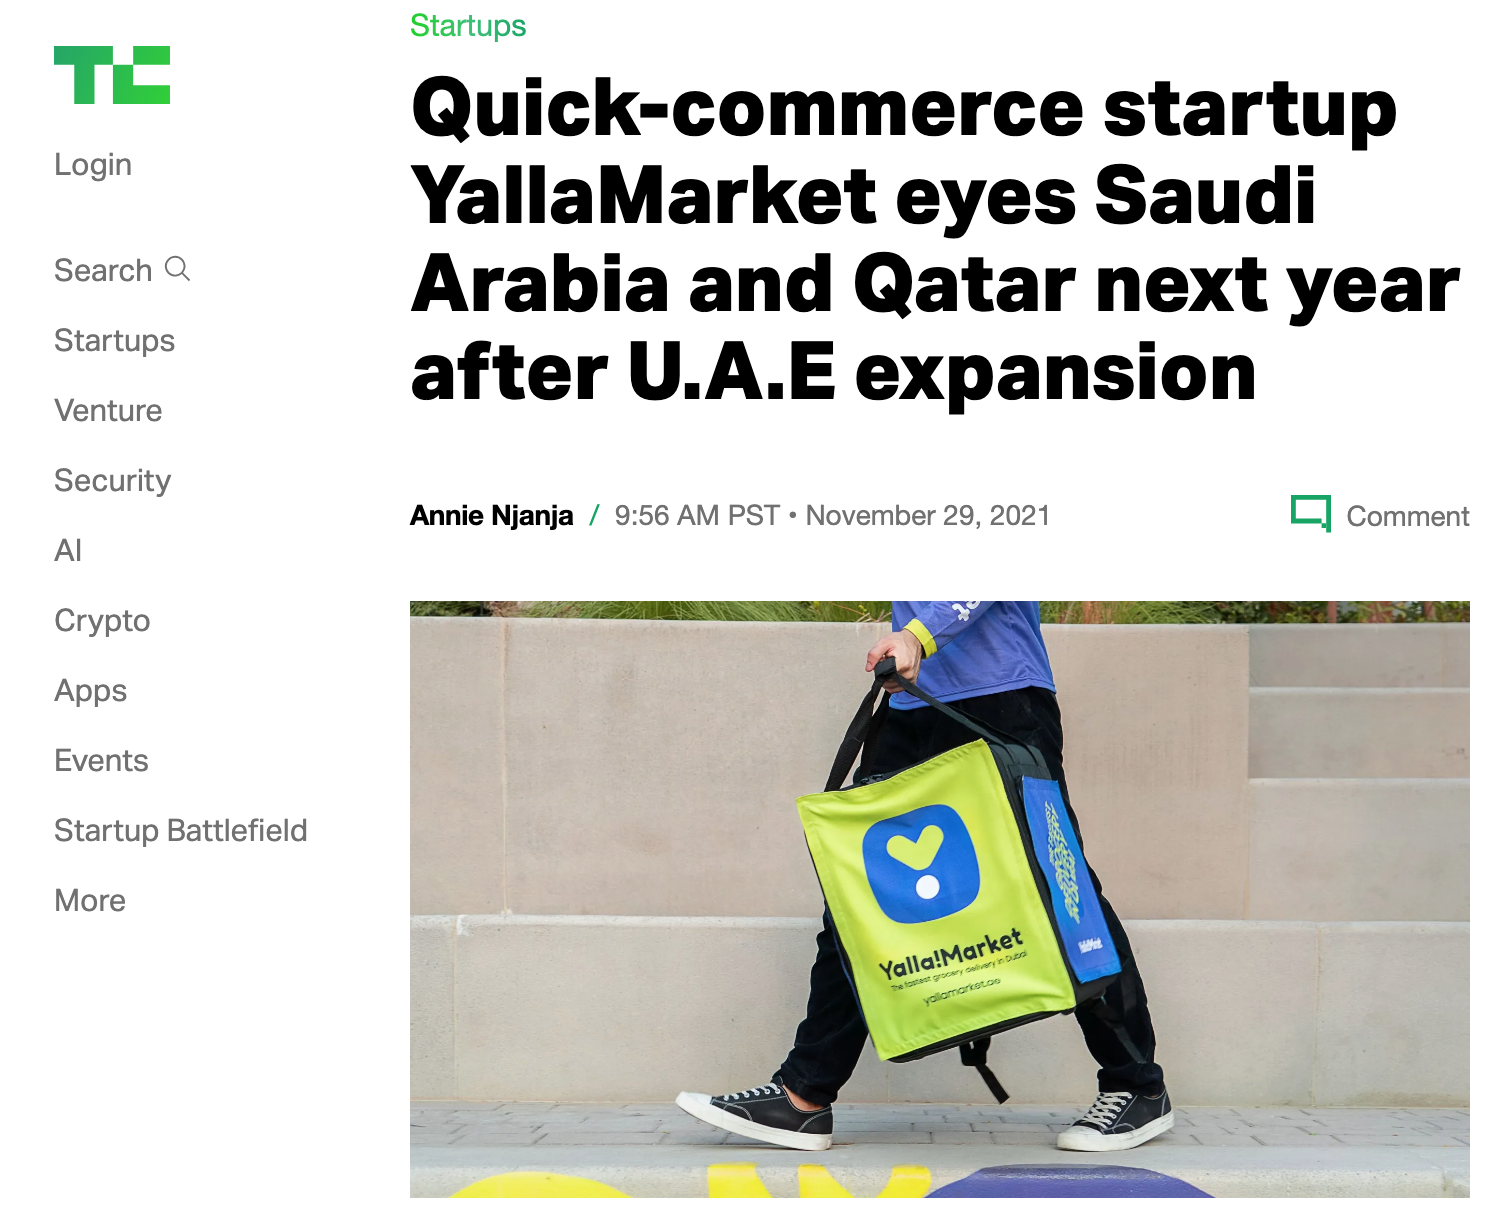 TC
Login
Search
Startups
Venture
Security
AI
Crypto
Apps
Events
Startup Battlefield
More
Startups
Quick-commerce startup
YallaMarket eyes Saudi
Arabia and Qatar next year
after U.A.E expansion
Annie Njanja / 9:56 AM PST • November 29, 2021
Comment
Yalla!Market
The fastest grocery delivery in Dubai
yallamarket.ae